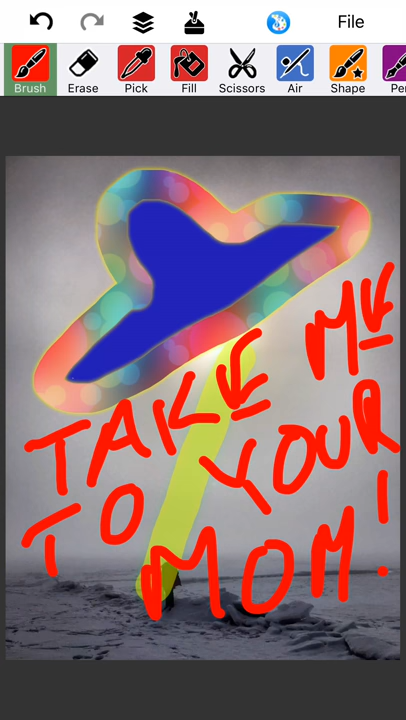 File
Brush Erase Pick Fill Scissors Air Shape
TAKE ME
TO YOUR
MOM!